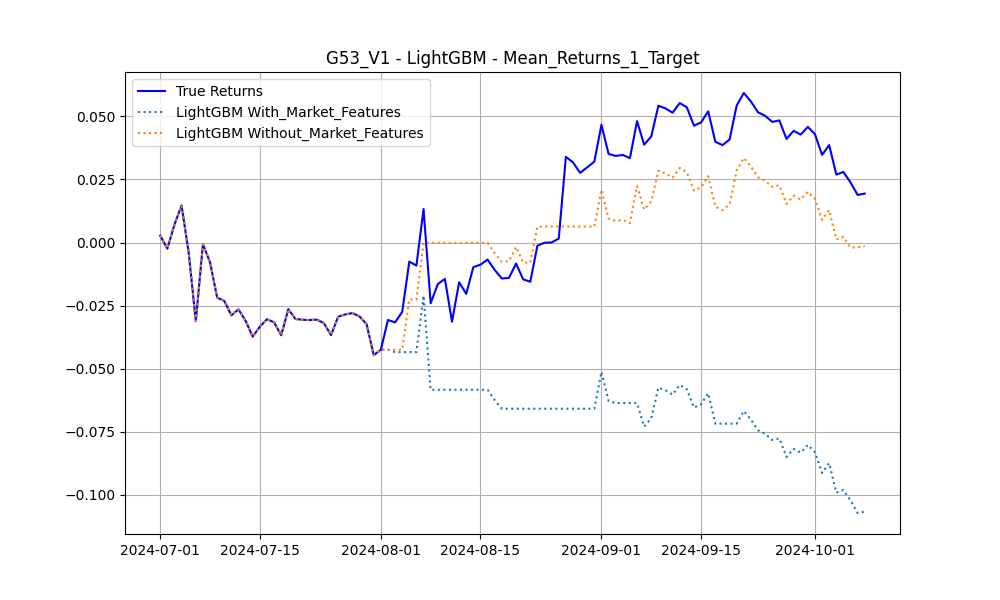 G53_V1 - LightGBM - Mean_Returns_1_Target
True Returns
LightGBM With_Market_Features
LightGBM Without_Market_Features
0.050
0.025
0.000
−0.025
−0.050
−0.075
−0.100
2024-07-01 2024-07-15 2024-08-01 2024-08-15 2024-09-01 2024-09-15 2024-10-01